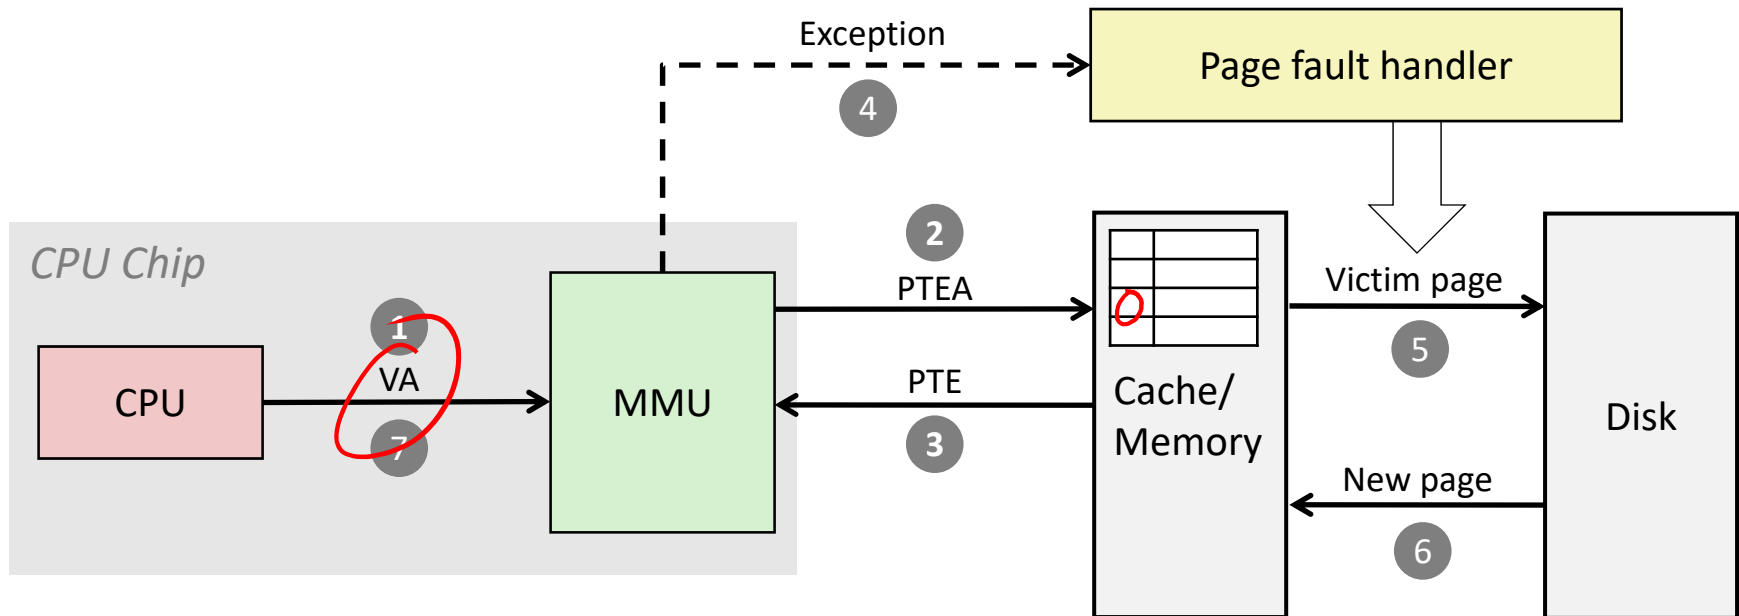 Exception
Page fault handler
4
CPU Chip
2
PTEA
Victim page
1
5
VA
CPU
MMU
PTE
Cache/
Memory
Disk
7
3
New page
6